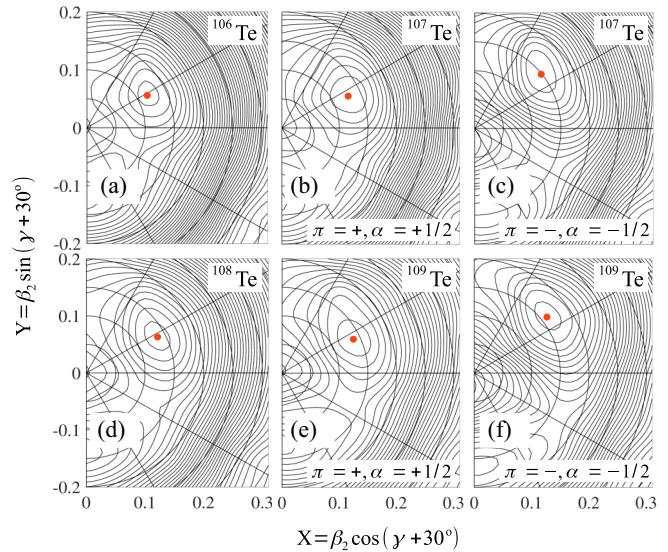 0.2
0.1
0
-0.1
-0.2
¹⁰⁶Te
(a)
¹⁰⁷Te
(b)
π = +, α = +1/2
¹⁰⁷Te
(c)
π = −, α = −1/2
0.2
0.1
0
-0.1
-0.2
¹⁰⁸Te
(d)
¹⁰⁹Te
(e)
π = +, α = +1/2
¹⁰⁹Te
(f)
π = −, α = −1/2
0 0.1 0.2 0.3 0.1 0.2 0.3 0.1 0.2 0.3
Y = β₂ sin(γ + 30°)
X = β₂ cos(γ + 30°)